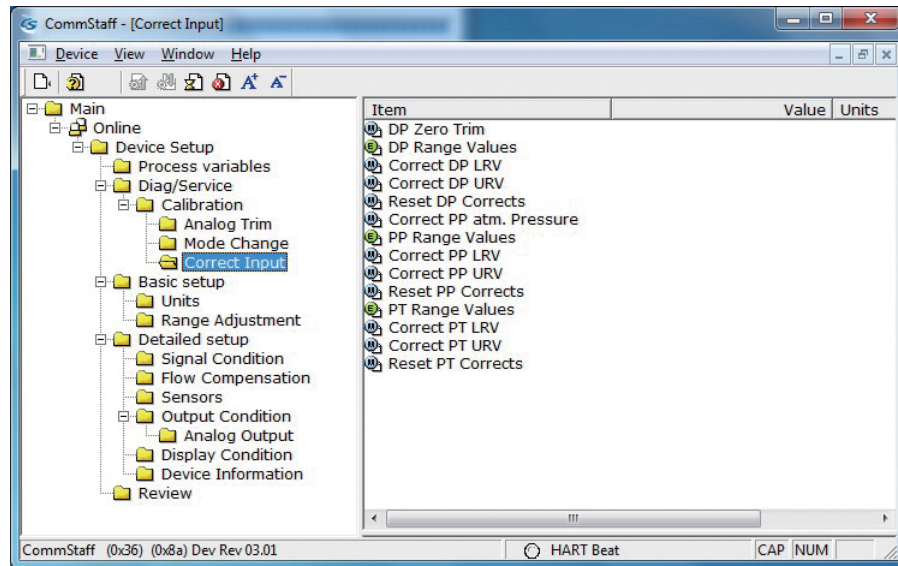 CommStaff - [Correct Input]
Device View Window Help
Main
Online
Device Setup
Process variables
Diag/Service
Calibration
Analog Trim
Mode Change
Correct Input
Basic setup
Units
Range Adjustment
Detailed setup
Signal Condition
Flow Compensation
Sensors
Output Condition
Analog Output
Display Condition
Device Information
Review
Item Value Units
DP Zero Trim
DP Range Values
Correct DP LRV
Correct DP URV
Reset DP Corrects
Correct PP atm. Pressure
PP Range Values
Correct PP LRV
Correct PP URV
Reset PP Corrects
PT Range Values
Correct PT LRV
Correct PT URV
Reset PT Corrects
CommStaff (0x36) (0x8a) Dev Rev 03.01 HART Beat CAP NUM